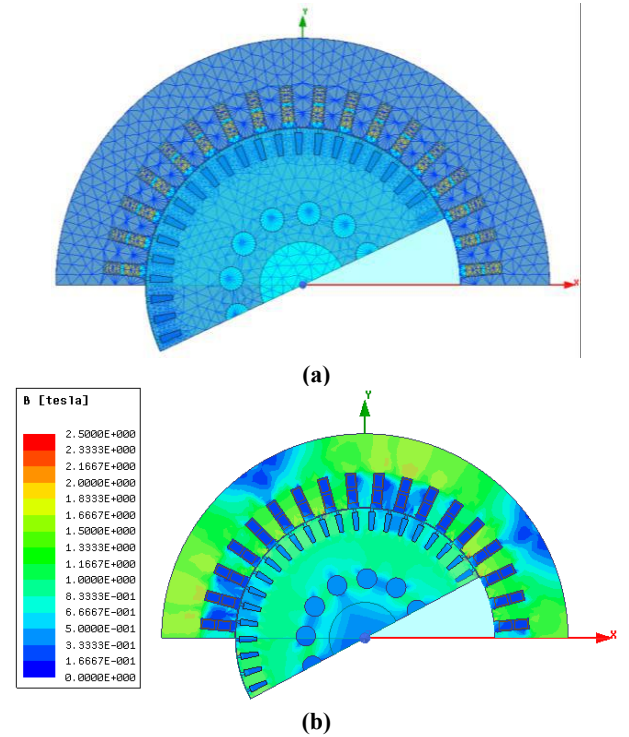 Y
X
(a)
B [tesla]
2.5000E+000
2.3333E+000
2.1667E+000
2.0000E+000
1.8333E+000
1.6667E+000
1.5000E+000
1.3333E+000
1.1667E+000
1.0000E+000
8.3333E-001
6.6667E-001
5.0000E-001
3.3333E-001
1.6667E-001
0.0000E+000
Y
X
(b)